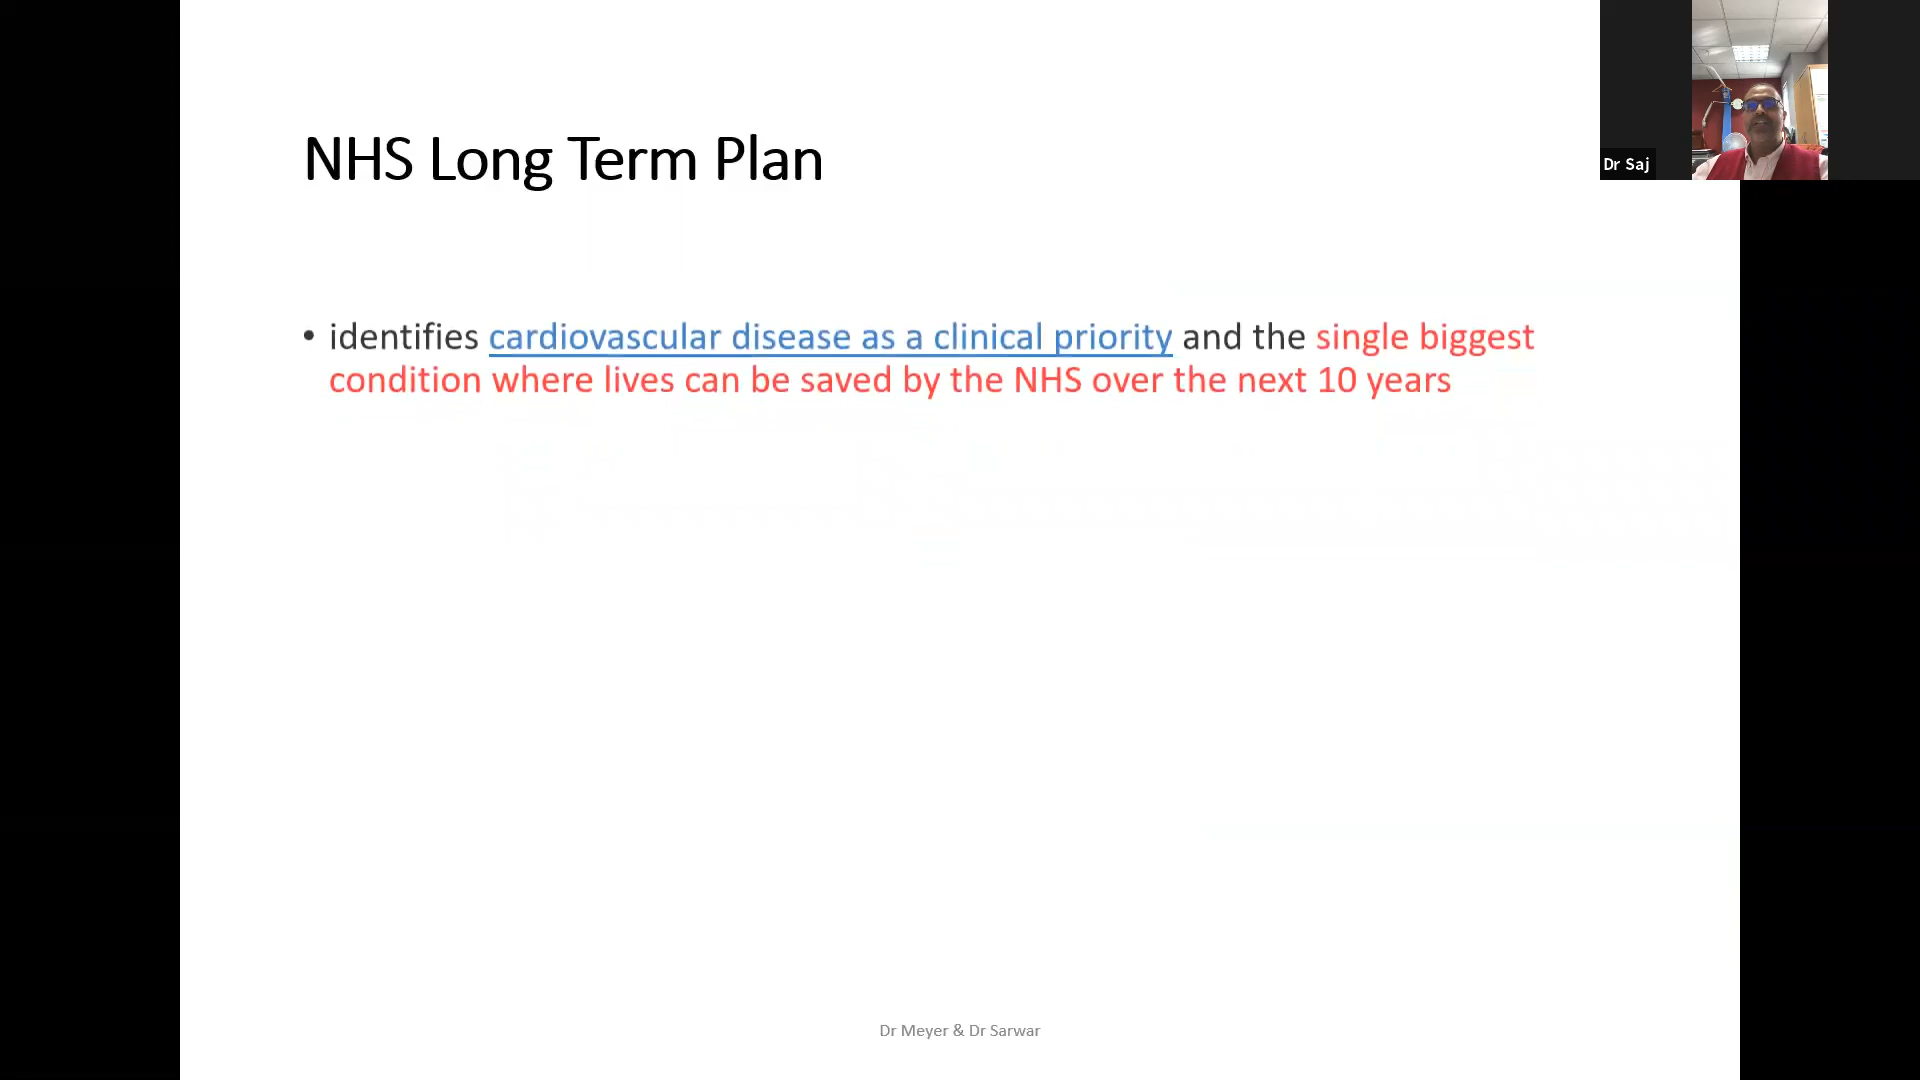 NHS Long Term Plan
Dr Saj
• identifies cardiovascular disease as a clinical priority and the single biggest
condition where lives can be saved by the NHS over the next 10 years
Dr Meyer & Dr Sarwar